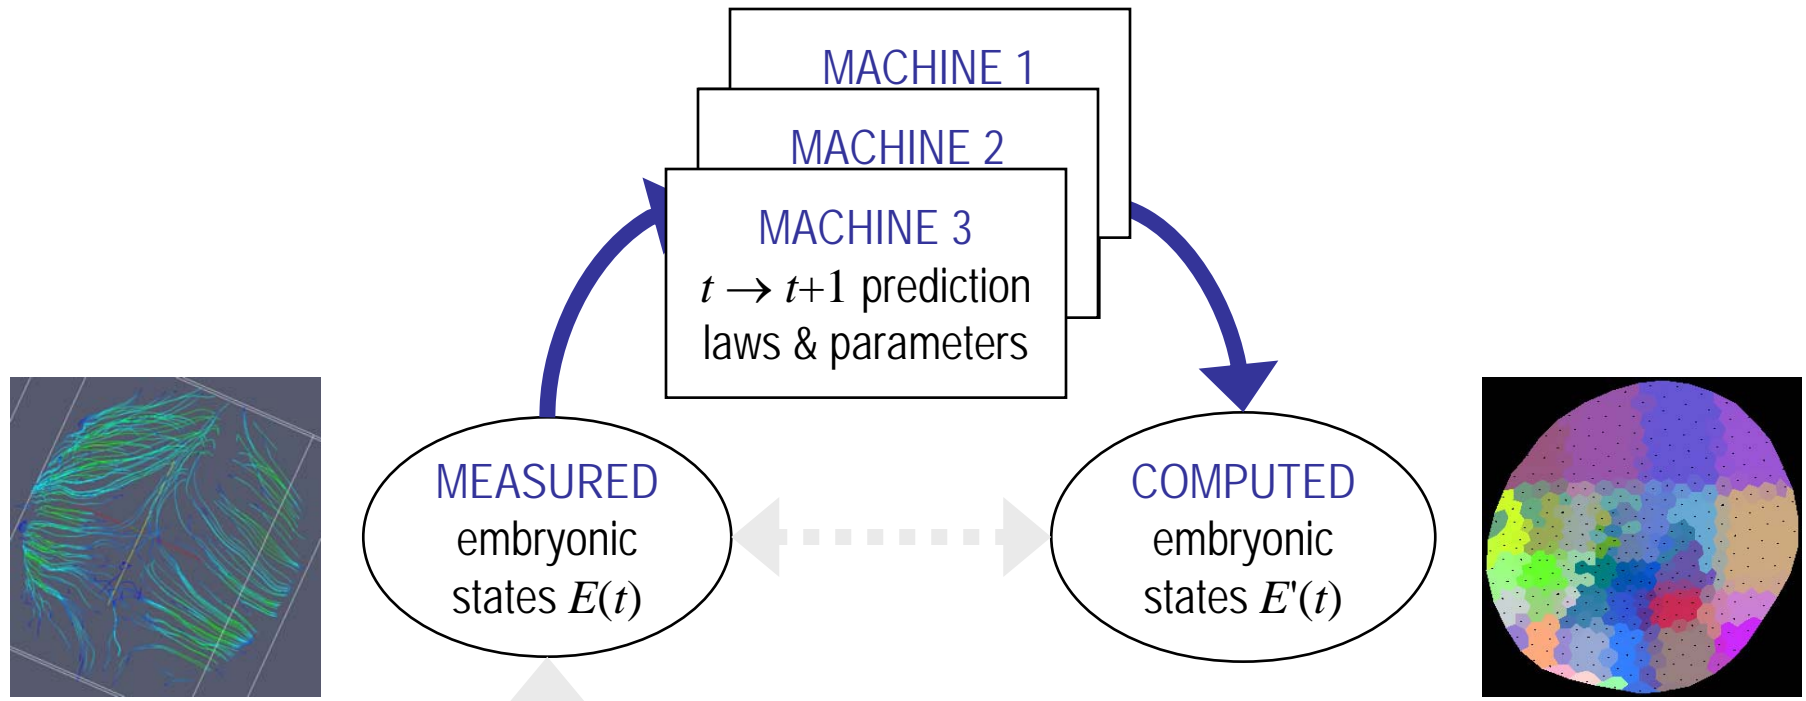 MACHINE 1
MACHINE 2
MACHINE 3
t → t+1 prediction
laws & parameters
MEASURED
embryonic
states E(t)
COMPUTED
embryonic
states E'(t)